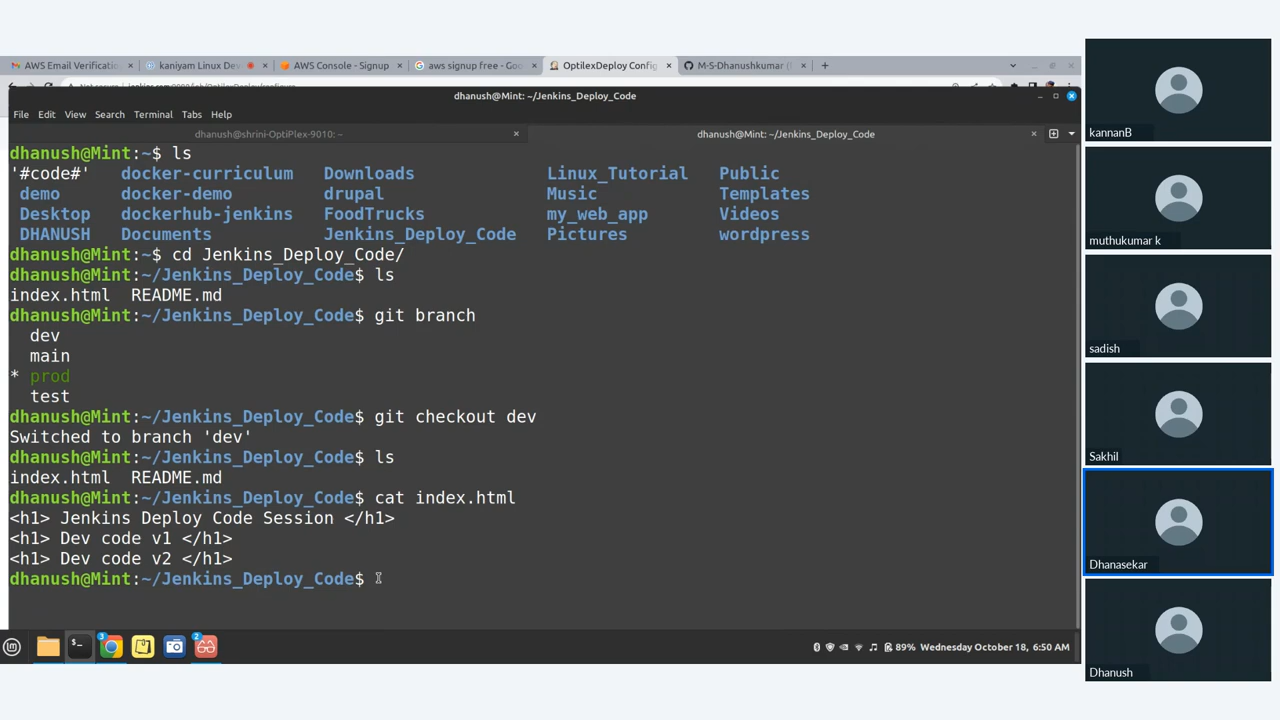 AWS Email Verificati
kaniyam Linux Dev
AWS Console - Signup
aws signup free - Goo
OptilexDeploy Config
M-S-Dhanushkumar (
dhanush@Mint: ~/Jenkins_Deploy_Code
File Edit View Search Terminal Tabs Help
dhanush@shrini-OptiPlex-9010: ~
dhanush@Mint: ~/Jenkins_Deploy_Code
dhanush@Mint:~$ ls
'#code#' docker-curriculum Downloads Linux_Tutorial Public
demo docker-demo drupal Music Templates
Desktop dockerhub-jenkins FoodTrucks my_web_app Videos
DHANUSH Documents Jenkins_Deploy_Code Pictures wordpress
dhanush@Mint:~$ cd Jenkins_Deploy_Code/
dhanush@Mint:~/Jenkins_Deploy_Code$ ls
index.html README.md
dhanush@Mint:~/Jenkins_Deploy_Code$ git branch
dev
main
* prod
test
dhanush@Mint:~/Jenkins_Deploy_Code$ git checkout dev
Switched to branch 'dev'
dhanush@Mint:~/Jenkins_Deploy_Code$ ls
index.html README.md
dhanush@Mint:~/Jenkins_Deploy_Code$ cat index.html
<h1> Jenkins Deploy Code Session </h1>
<h1> Dev code v1 </h1>
<h1> Dev code v2 </h1>
dhanush@Mint:~/Jenkins_Deploy_Code$
3
2
89% Wednesday October 18, 6:50 AM
kannanB
muthukumar k
sadish
Sakhil
Dhanasekar
Dhanush